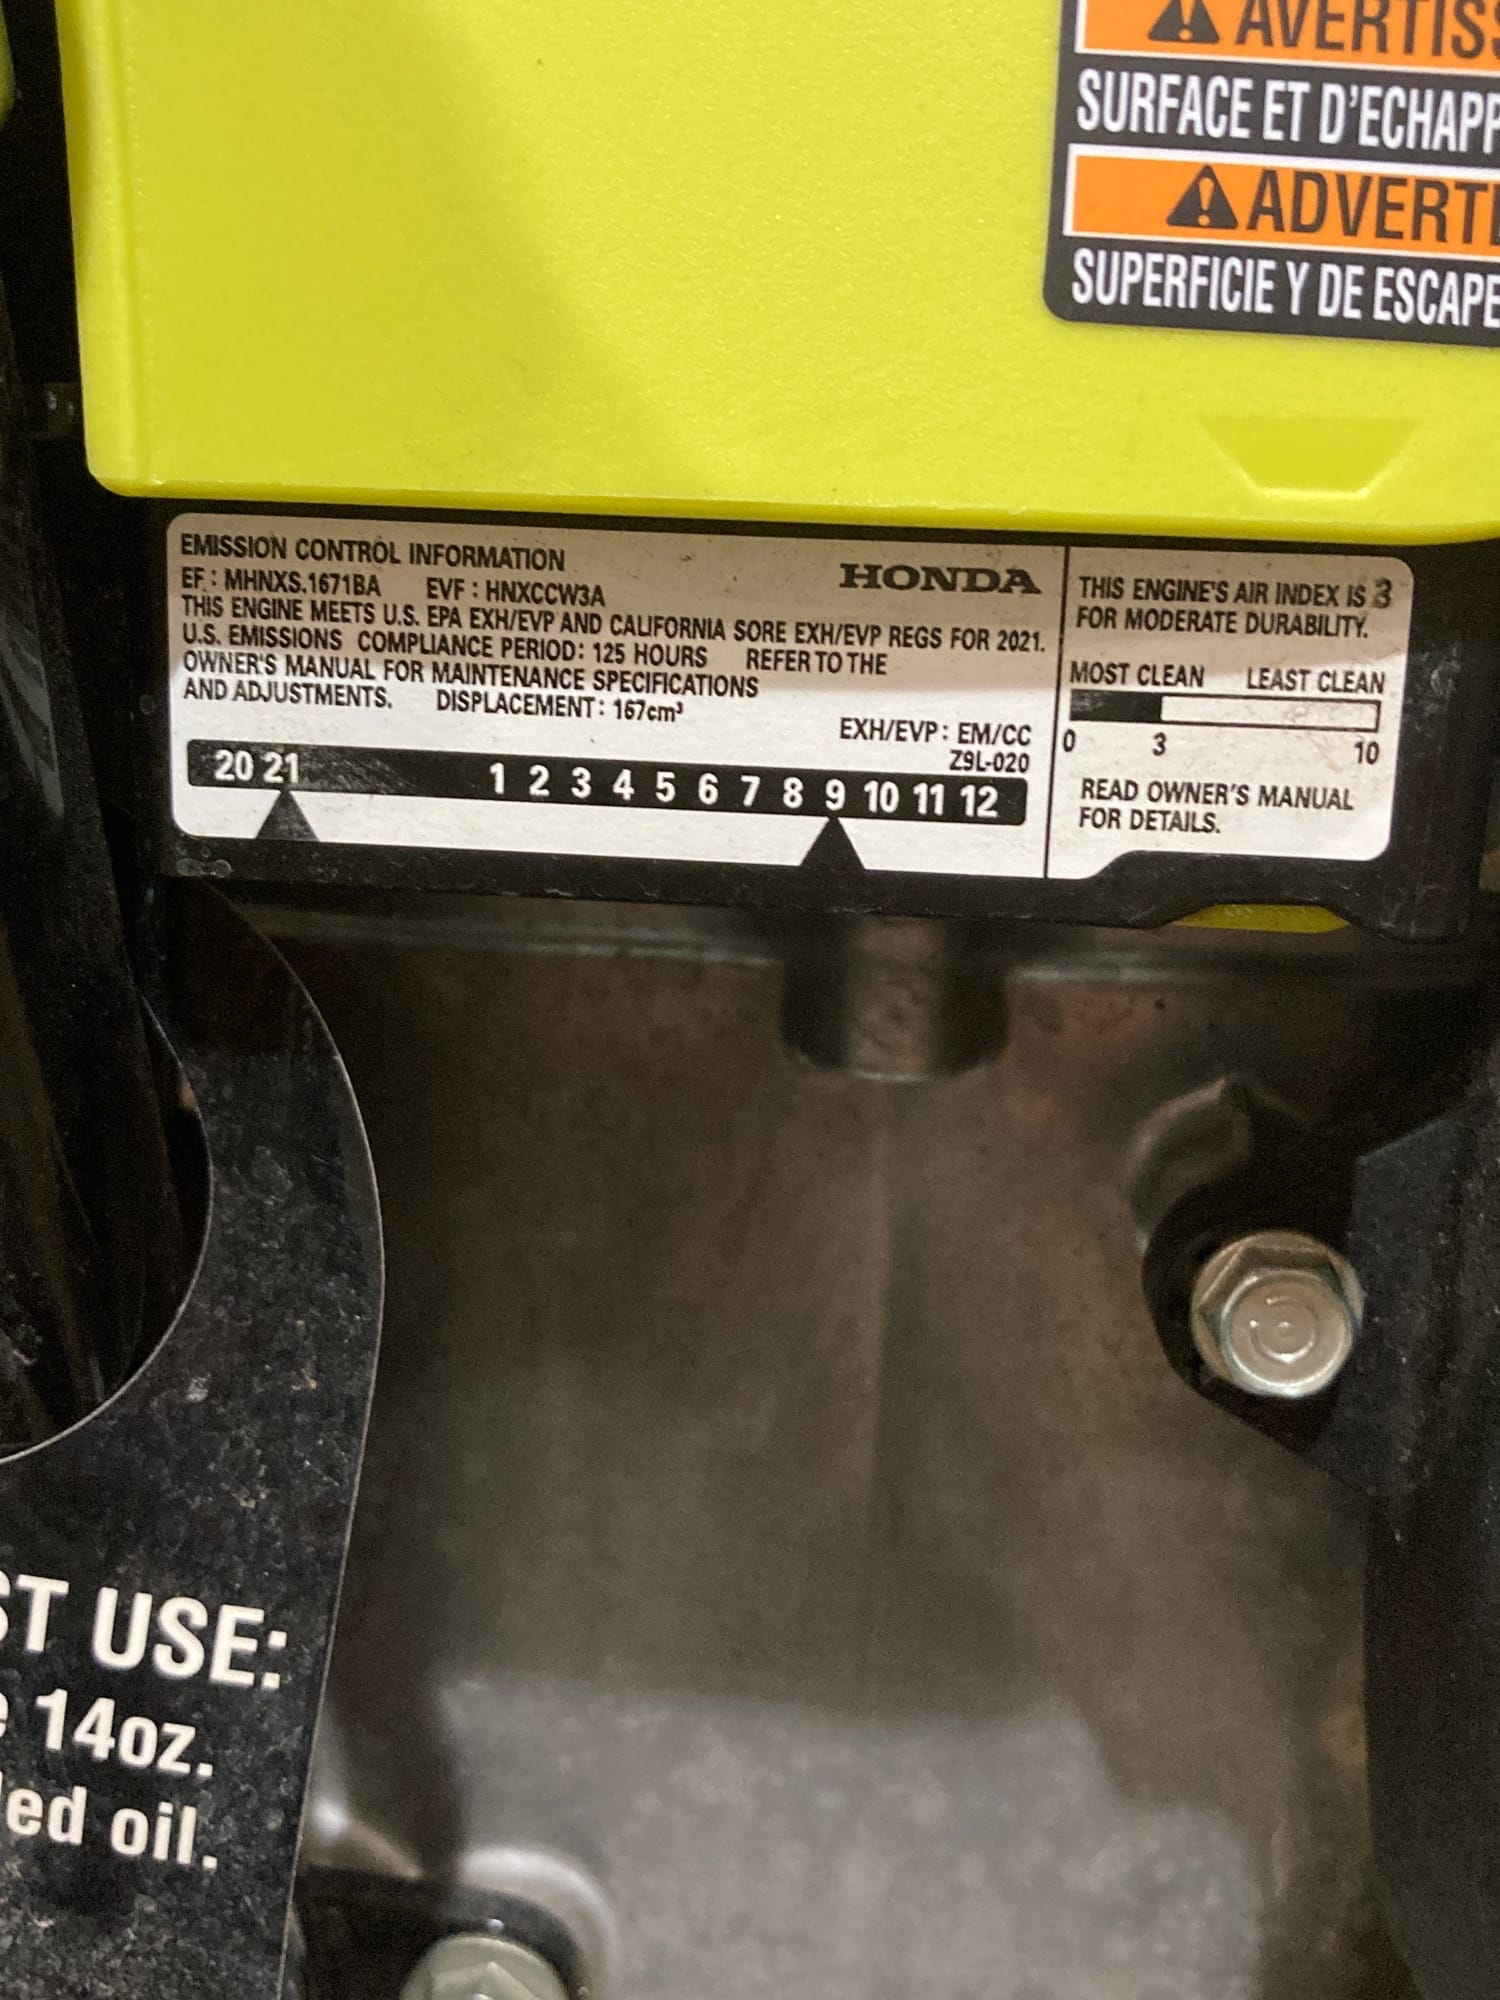 AVERTISS
SURFACE ET D'ECHAPP
ADVERTE
SUPERFICIE Y DE ESCAPE
EMISSION CONTROL INFORMATION
HONDA
EF : MHNXS.1671BA EVF : HNXCCW3A
THIS ENGINE MEETS U.S. EPA EXH/EVP AND CALIFORNIA SORE EXH/EVP REGS FOR 2021.
U.S. EMISSIONS COMPLIANCE PERIOD: 125 HOURS REFER TO THE
OWNER'S MANUAL FOR MAINTENANCE SPECIFICATIONS
AND ADJUSTMENTS. DISPLACEMENT : 167cm³
EXH/EVP : EM/CC
Z9L-020
20 21 1 2 3 4 5 6 7 8 9 10 11 12
THIS ENGINE'S AIR INDEX IS 3
FOR MODERATE DURABILITY.
MOST CLEAN LEAST CLEAN
0 3 10
READ OWNER'S MANUAL
FOR DETAILS.
ST USE:
e 14oz.
led oil.